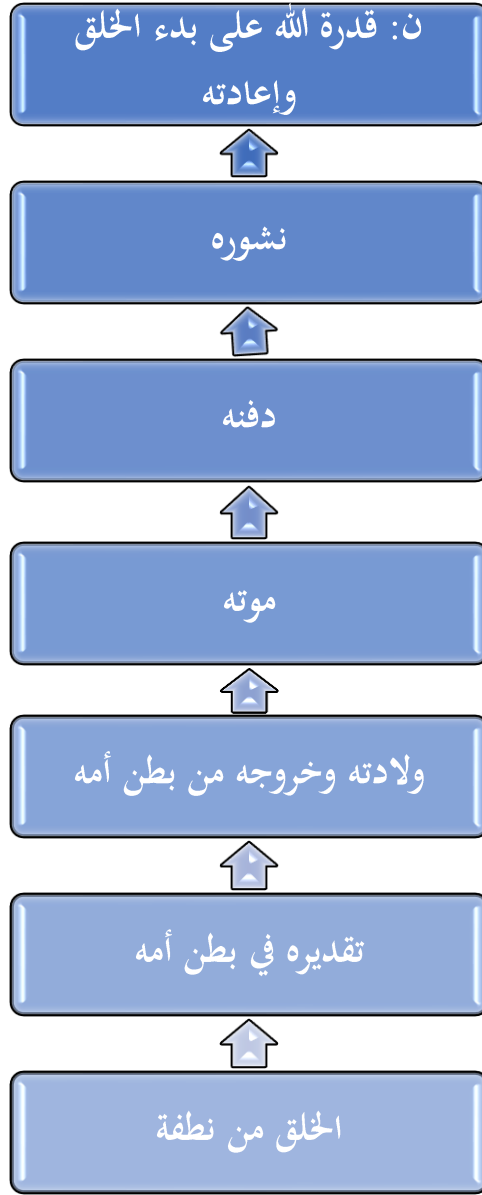 ن: قدرة الله على بدء الخلق
وإعادته
نشوره
دفنه
موته
ولادته وخروجه من بطن أمه
تقديره في بطن أمه
الخلق من نطفة